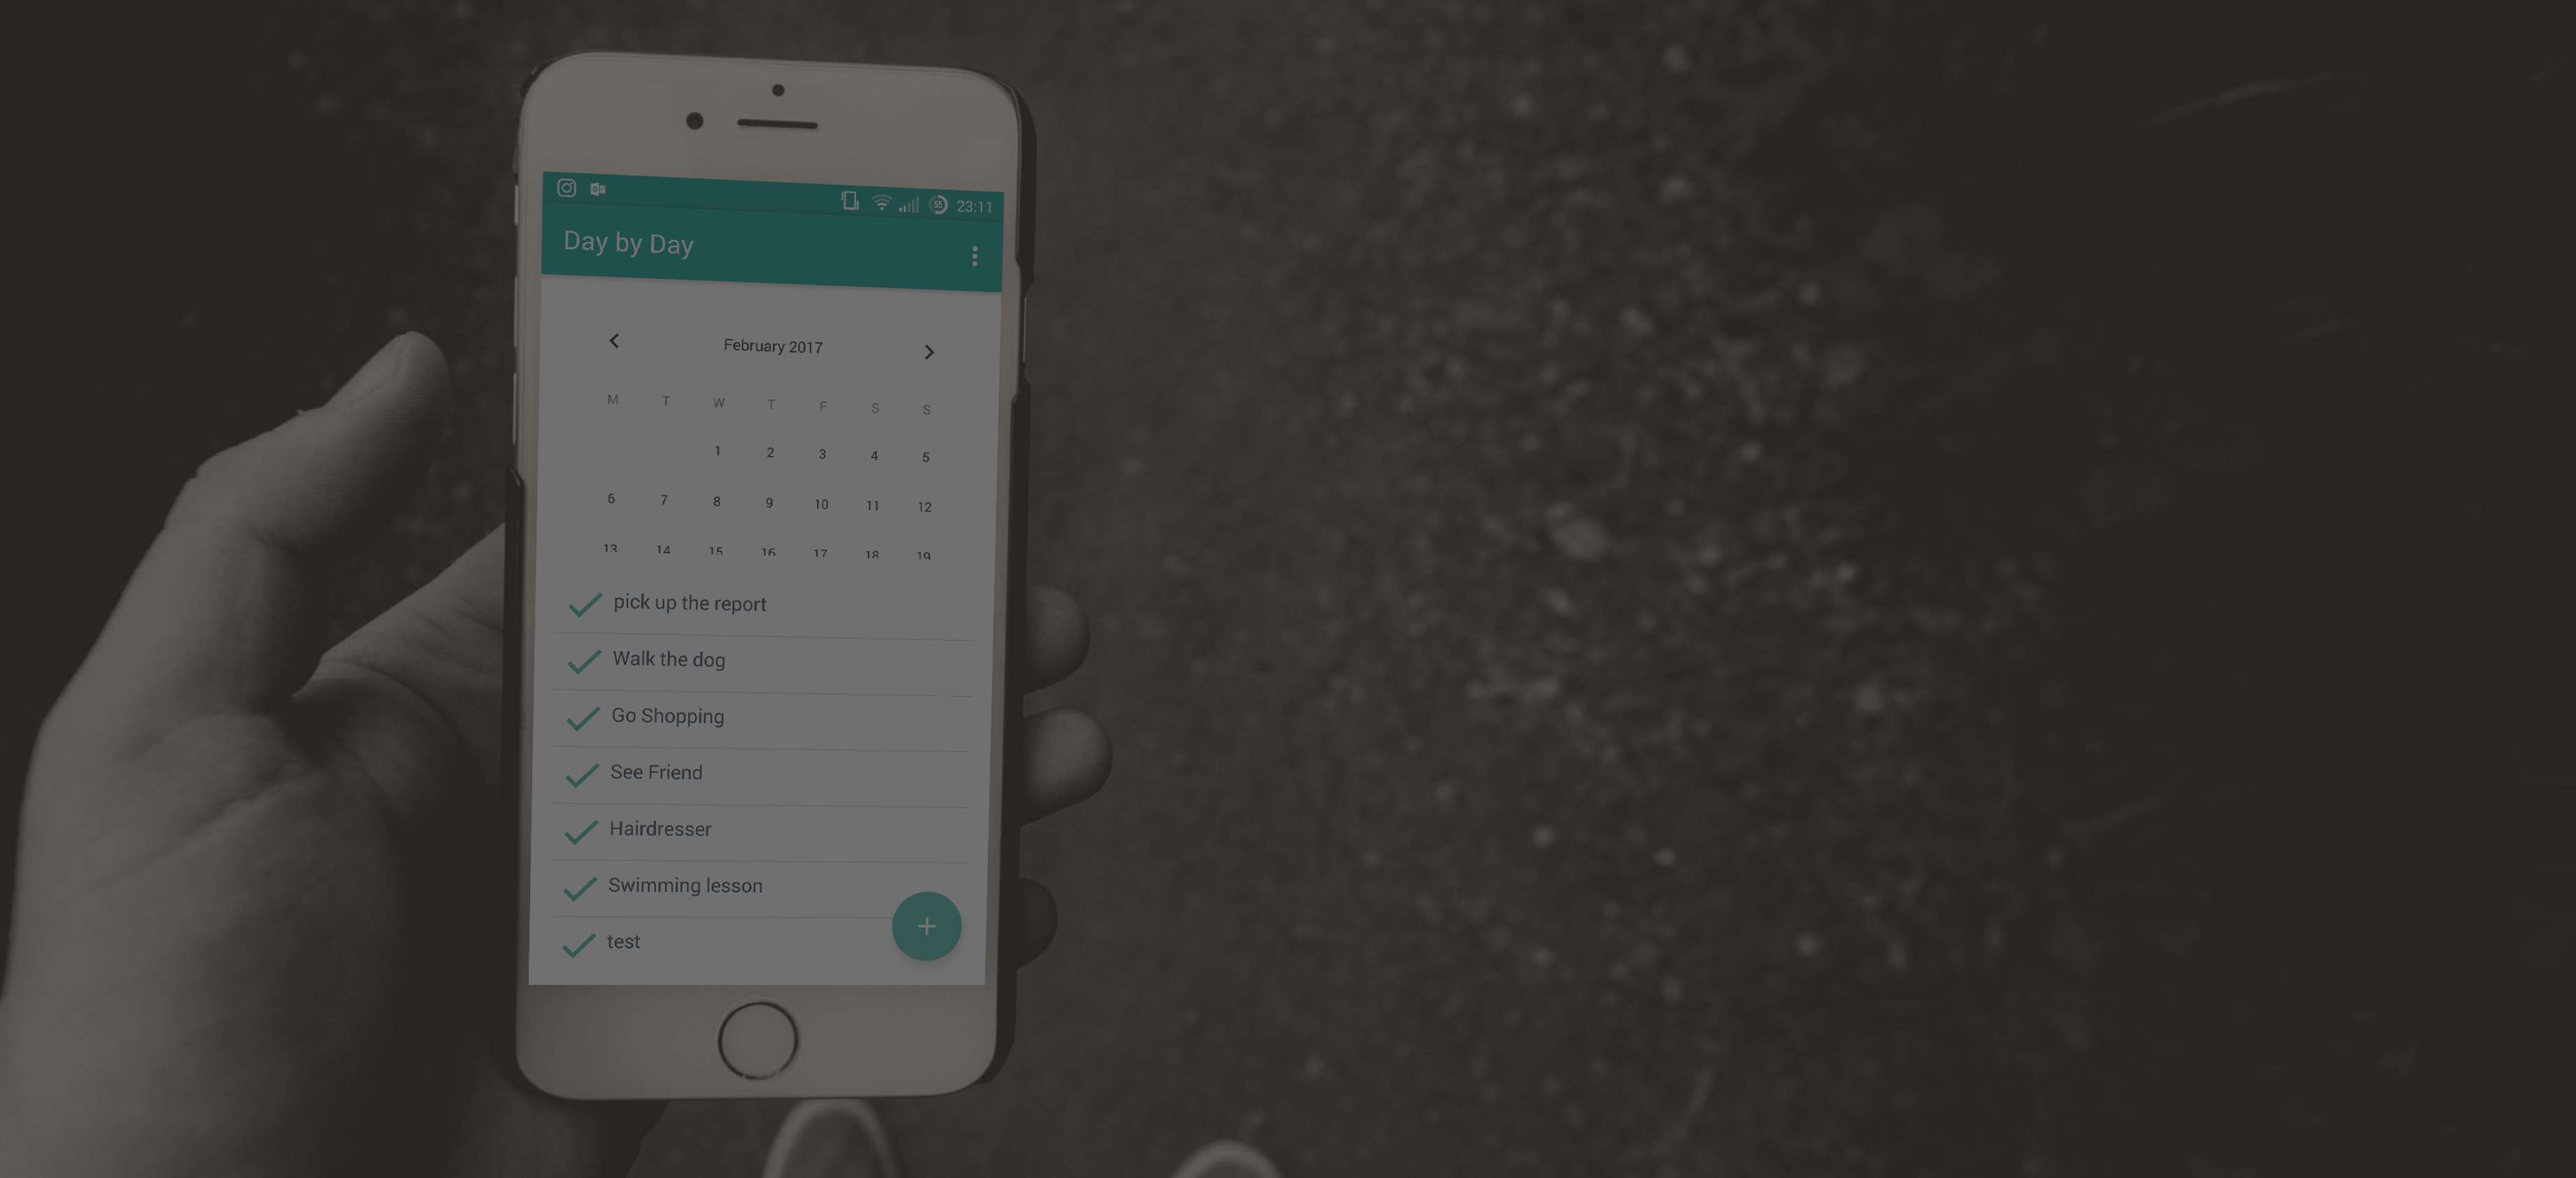 55 23:11
Day by Day
February 2017
M T W T F S S
1 2 3 4 5
6 7 8 9 10 11 12
13 14 15 16 17 18 19
pick up the report
Walk the dog
Go Shopping
See Friend
Hairdresser
Swimming lesson
+
test